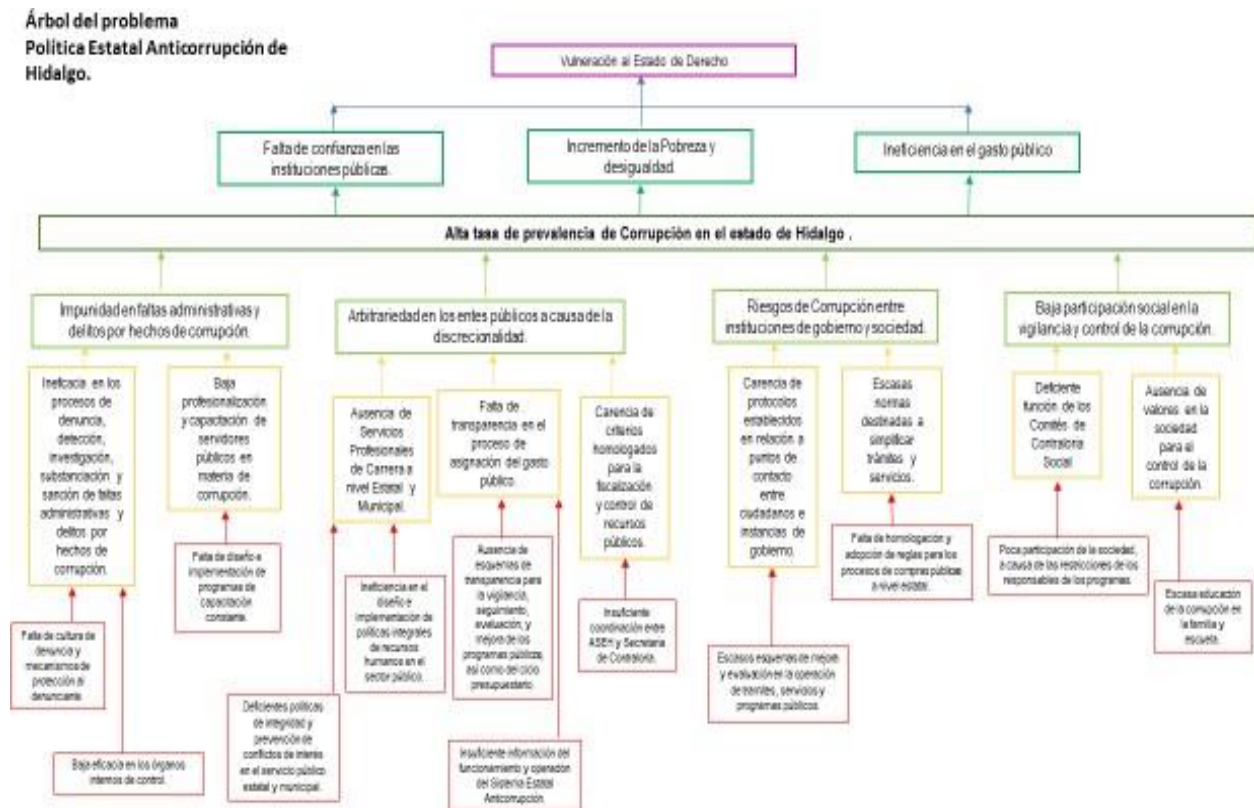 Árbol del problema
Política Estatal Anticorrupción de
Hidalgo.
Vulneración al Estado de Derecho
Falta de confianza en las
instituciones públicas.
Incremento de la Pobreza y
desigualdad.
Ineficiencia en el gasto público
Alta tasa de prevalencia de Corrupción en el estado de Hidalgo .
Impunidad en faltas administrativas y
delitos por hechos de corrupción.
Arbitrariedad en los entes públicos a causa de la
discrecionalidad.
Riesgos de Corrupción entre
instituciones de gobierno y sociedad.
Baja participación social en la
vigilancia y control de la corrupción.
Ineficacia en los
procesos de
denuncia,
detección,
investigación,
substanciación y
sanción de faltas
administrativas y
delitos por
hechos de
corrupción.
Baja
profesionalización
y capacitación de
servidores
públicos en
materia de
corrupción.
Ausencia de
Servicios
Profesionales
de Carrera a
nivel Estatal y
Municipal.
Falta de
transparencia en el
proceso de
asignación del gasto
público.
Carencia de
criterios
homologados
para la
fiscalización
y control de
recursos
públicos.
Carencia de
protocolos
establecidos
en relación a
puntos de
contacto
entre
ciudadanos e
instancias de
gobierno.
Escasas
normas
destinadas a
simplificar
trámites y
servicios.
Deficiente
función de los
Comités de
Contraloría
Social
Ausencia de
valores en la
sociedad
para el
control de la
corrupción.
Falta de cultura de
denuncia y
mecanismos de
protección al
denunciante.
Baja eficacia en los órganos
internos de control.
Falta de diseño e
implementación de
programas de
capacitación
constante.
Deficientes políticas
de integridad y
prevención de
conflictos de interés
en el servicio público
estatal y municipal.
Ineficiencia en el
diseño e
implementación de
políticas integrales
de recursos
humanos en el
sector público.
Ausencia de
esquemas de
transparencia para
la vigilancia,
seguimiento,
evaluación, y
mejora de los
programas públicos,
así como del ciclo
presupuestario
Insuficiente información del
funcionamiento y operación
del Sistema Estatal
Anticorrupción.
Insuficiente
coordinación entre
ASEH y Secretaría
de Contraloría.
Escasos esquemas de mejora
y evaluación en la operación
de trámites, servicios y
programas públicos.
Falta de homologación y
adopción de reglas para los
procesos de compras públicas
a nivel estatal.
Poca participación de la sociedad,
a causa de las restricciones de los
responsables de los programas.
Escasa educación
de la corrupción en
la familia y
escuela.